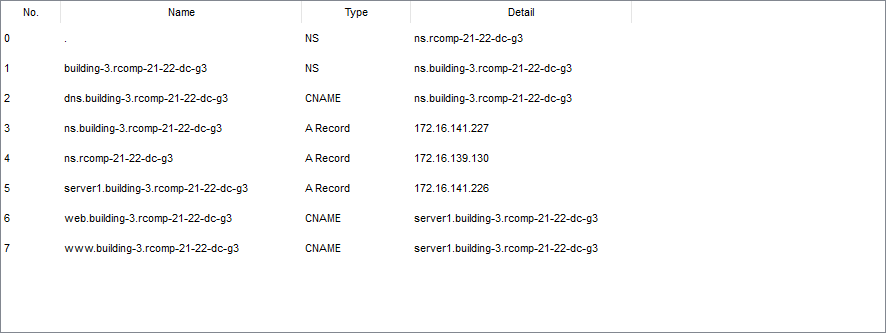 No. Name Type Detail
0 . NS ns.rcomp-21-22-dc-g3
1 building-3.rcomp-21-22-dc-g3 NS ns.building-3.rcomp-21-22-dc-g3
2 dns.building-3.rcomp-21-22-dc-g3 CNAME ns.building-3.rcomp-21-22-dc-g3
3 ns.building-3.rcomp-21-22-dc-g3 A Record 172.16.141.227
4 ns.rcomp-21-22-dc-g3 A Record 172.16.139.130
5 server1.building-3.rcomp-21-22-dc-g3 A Record 172.16.141.226
6 web.building-3.rcomp-21-22-dc-g3 CNAME server1.building-3.rcomp-21-22-dc-g3
7 www.building-3.rcomp-21-22-dc-g3 CNAME server1.building-3.rcomp-21-22-dc-g3